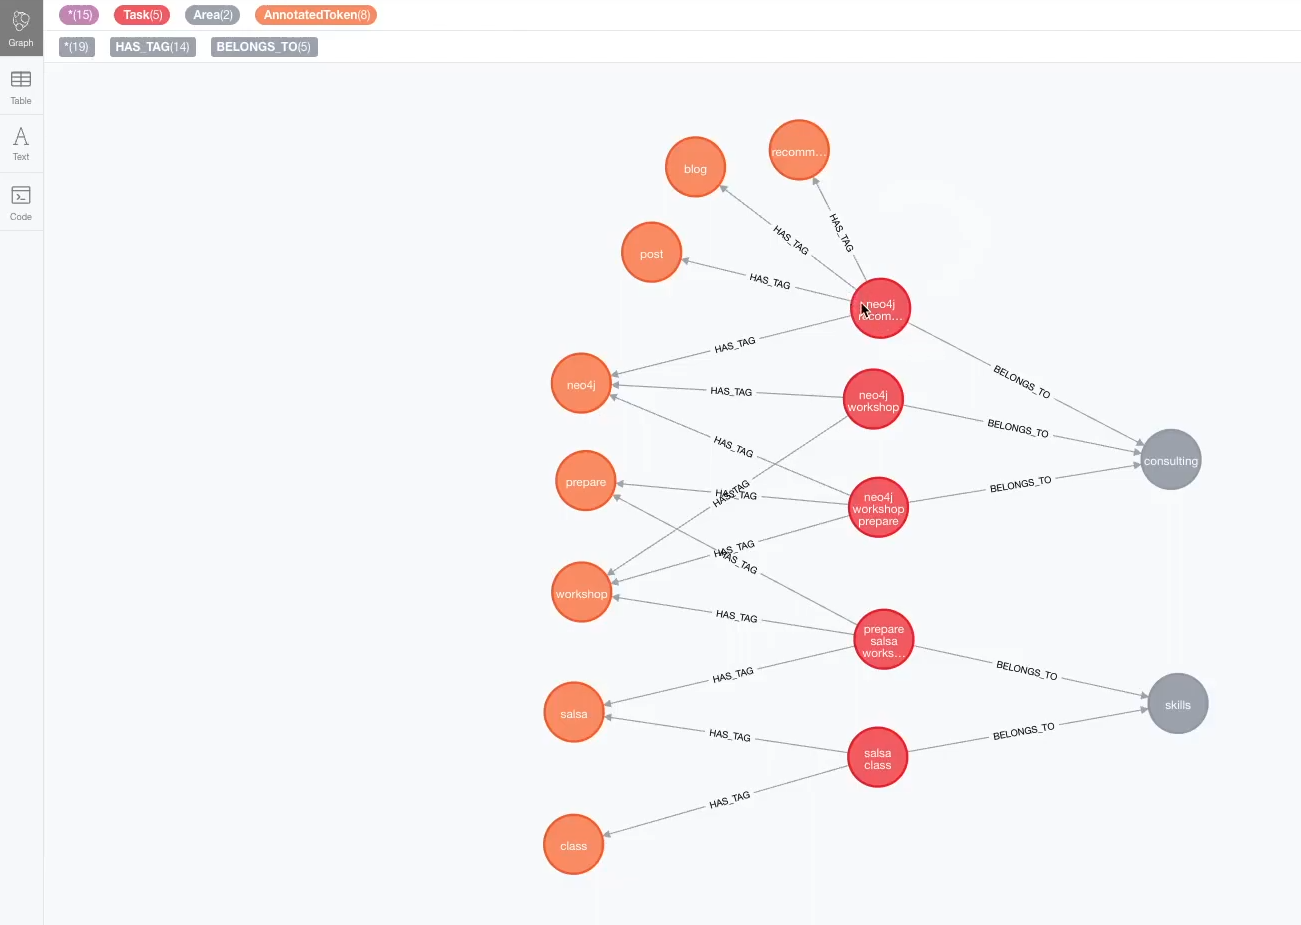 *(15) Task(5) Area(2) AnnotatedToken(8)
*(19) HAS_TAG(14) BELONGS_TO(5)
Graph
Table
Text
Code
recomm...
blog
post
neo4j
recom...
neo4j
neo4j
workshop
prepare
neo4j
workshop
prepare
workshop
prepare
salsa
works...
salsa
salsa
class
class
consulting
skills
HAS_TAG
HAS_TAG
HAS_TAG
HAS_TAG
HAS_TAG
HAS_TAG
HAS_TAG
HAS_TAG
HAS_TAG
HAS_TAG
HAS_TAG
HAS_TAG
HAS_TAG
HAS_TAG
BELONGS_TO
BELONGS_TO
BELONGS_TO
BELONGS_TO
BELONGS_TO